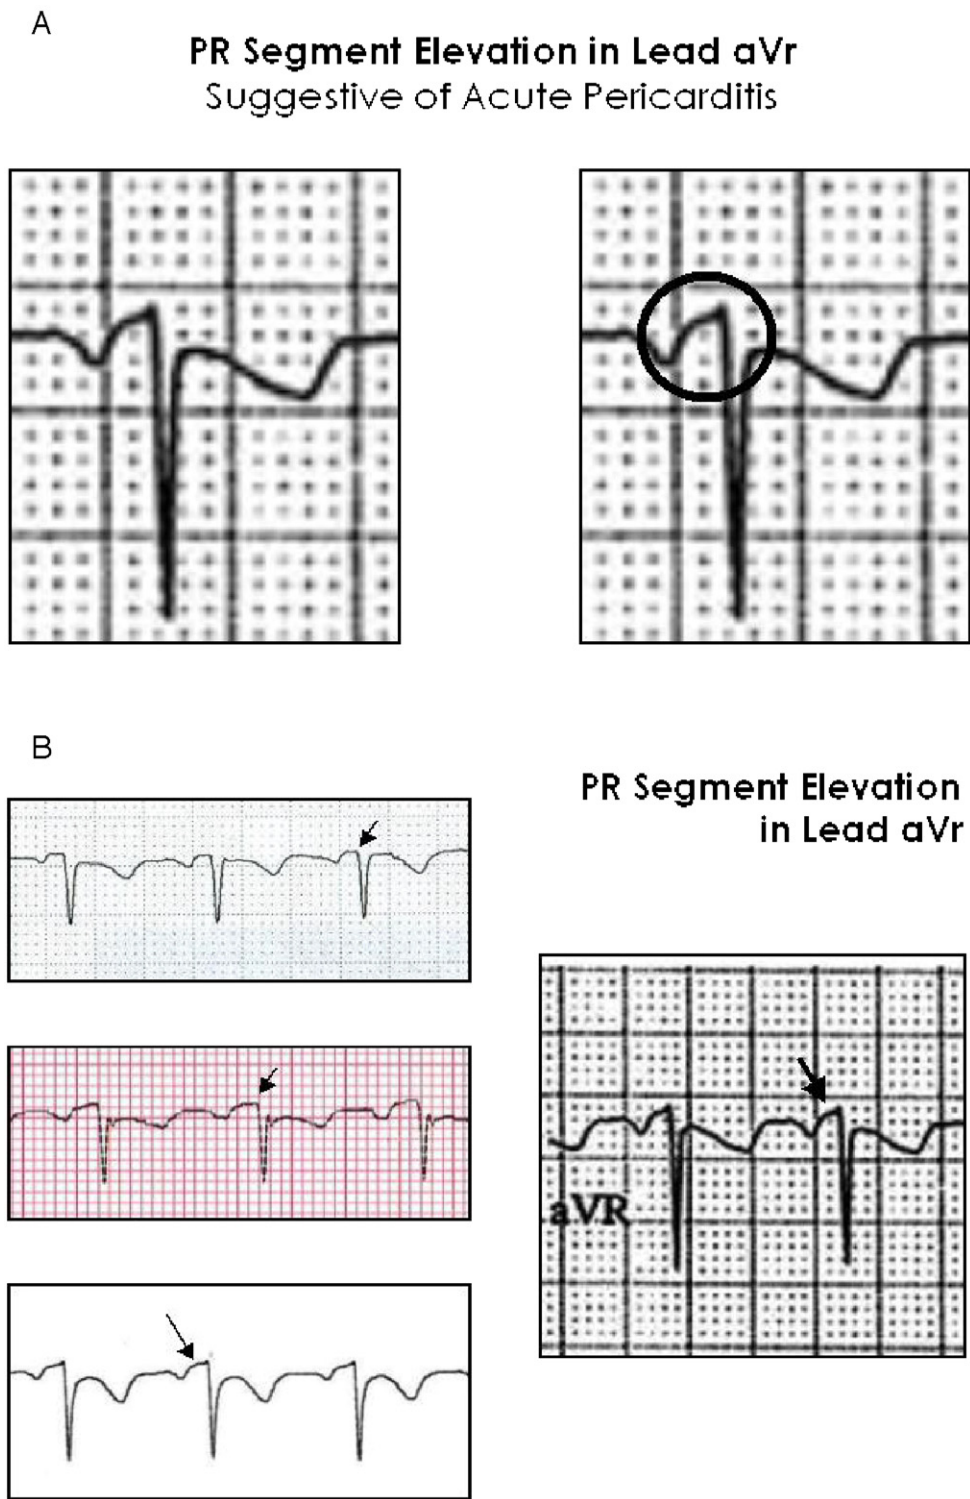 A
PR Segment Elevation in Lead aVr
Suggestive of Acute Pericarditis
B
PR Segment Elevation
in Lead aVr
aVR